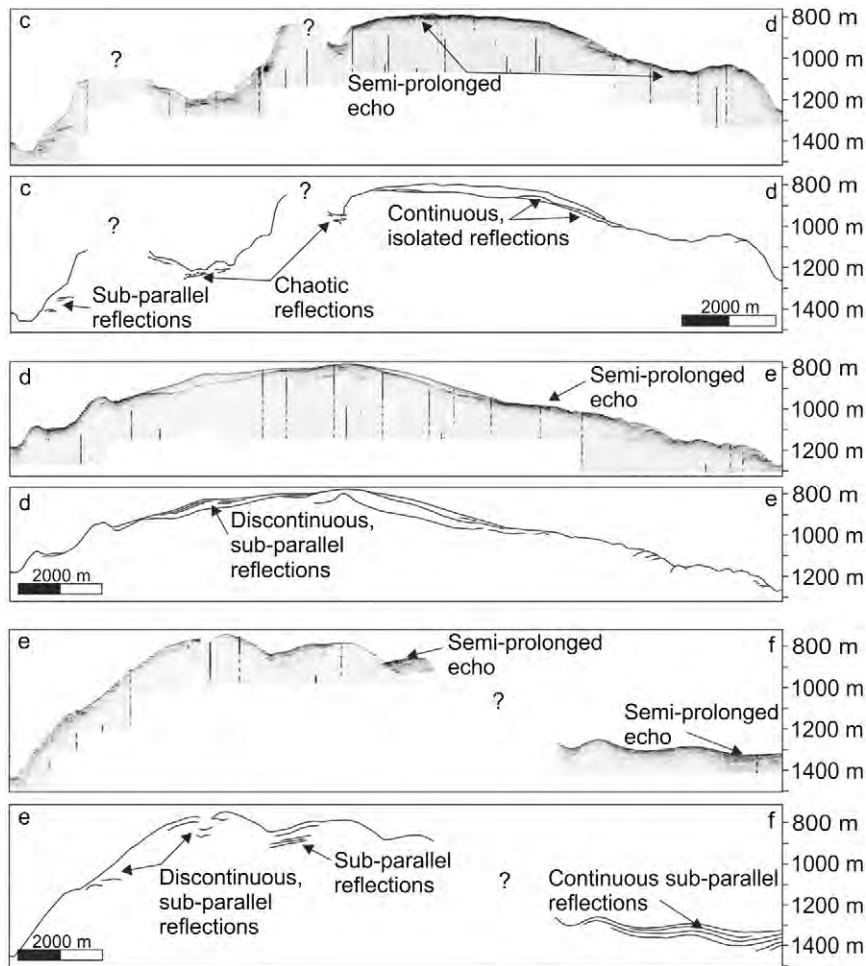 c ? ? d 800 m
1000 m
Semi-prolonged
echo
1200 m
1400 m
c ? ? d 800 m
Continuous,
isolated reflections
1000 m
Sub-parallel
reflections
Chaotic
reflections
1200 m
1400 m
2000 m
d e 800 m
Semi-prolonged
echo
1000 m
1200 m
d e 800 m
Discontinuous,
sub-parallel
reflections
1000 m
2000 m
1200 m
e f 800 m
Semi-prolonged
echo
1000 m
?
Semi-prolonged
echo
1200 m
1400 m
e f 800 m
Sub-parallel
reflections
1000 m
Discontinuous,
sub-parallel
reflections
?
Continuous sub-parallel
reflections
1200 m
2000 m
1400 m